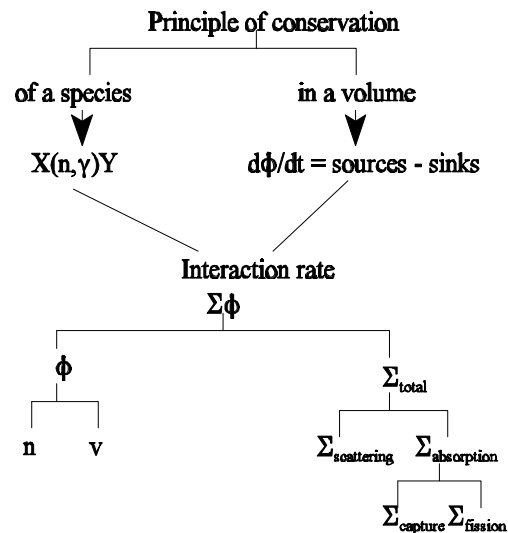 Principle of conservation
of a species in a volume
X(n,γ)Y dϕ/dt = sources - sinks
Interaction rate
Σϕ
ϕ Σtotal
n v Σscattering Σabsorption
Σcapture Σfission